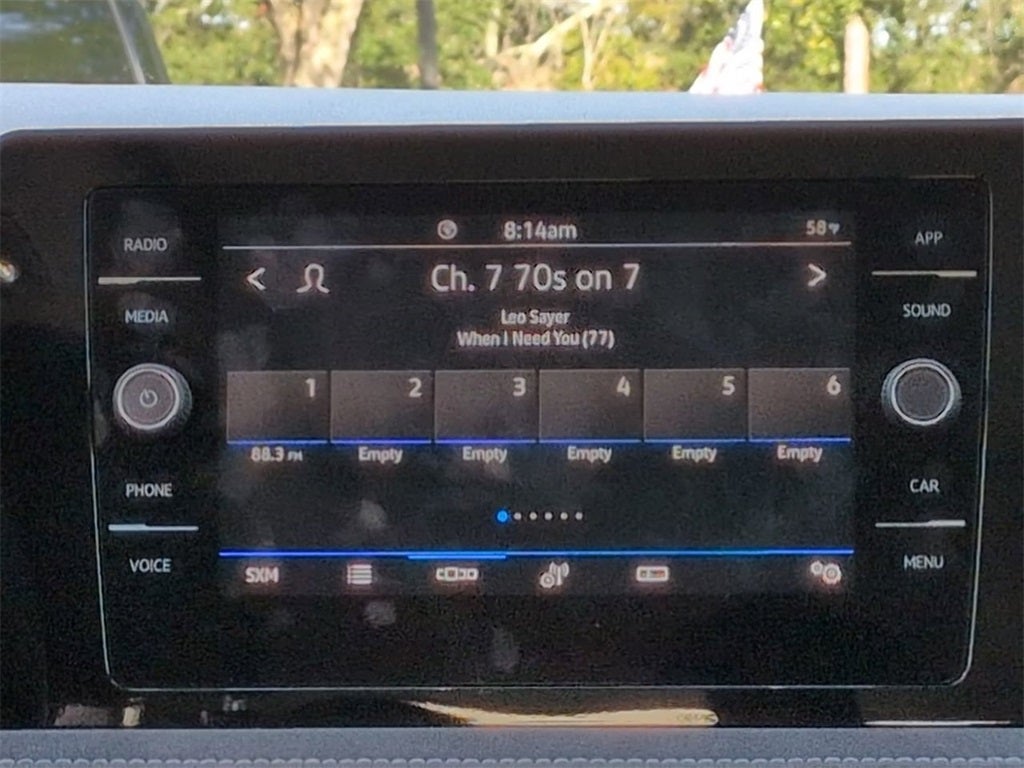 RADIO
MEDIA
PHONE
VOICE
8:14am
58°F
Ch. 7 70s on 7
Leo Sayer
When I Need You (77)
1 2 3 4 5 6
88.3 FM Empty Empty Empty Empty Empty
SXM
APP
SOUND
CAR
MENU